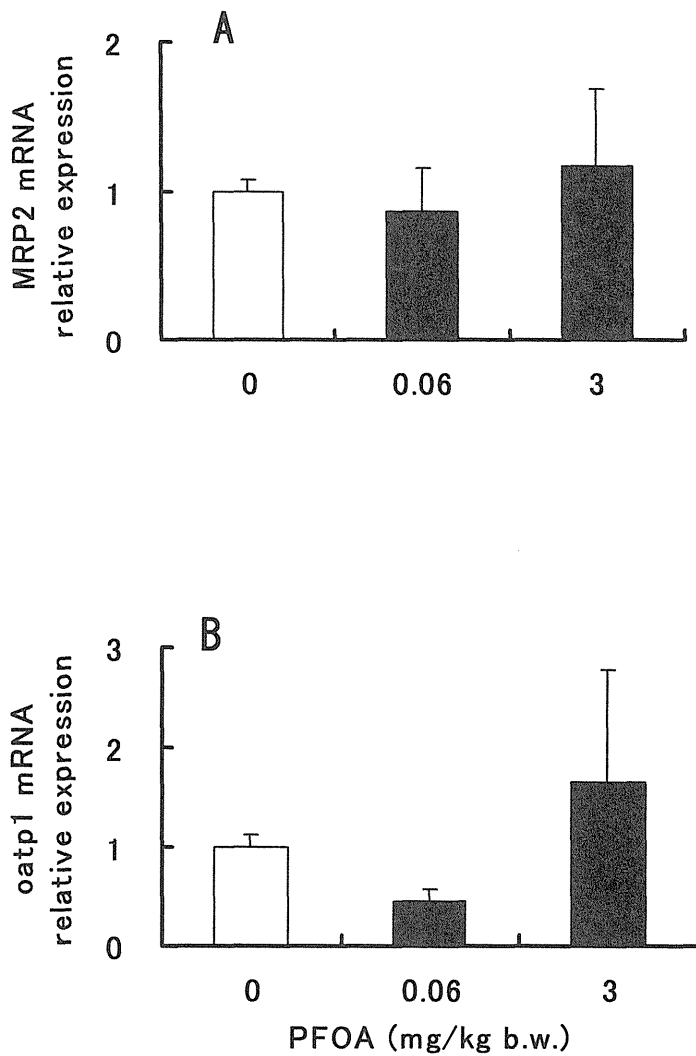 A
MRP2 mRNA
relative expression
2
1
0
0 0.06 3
B
oatp1 mRNA
relative expression
3
2
1
0
0 0.06 3
PFOA (mg/kg b.w.)